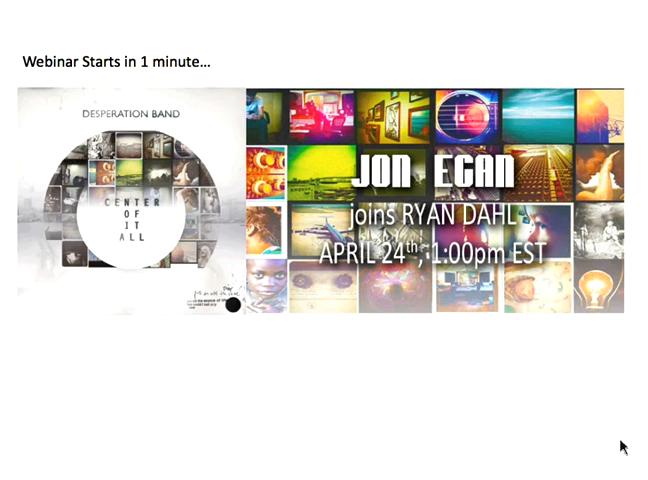 Webinar Starts in 1 minute...
DESPERATION BAND
CENTER
OF
IT
ALL
JON EGAN
joins RYAN DAHL
APRIL 24th, 1:00pm EST